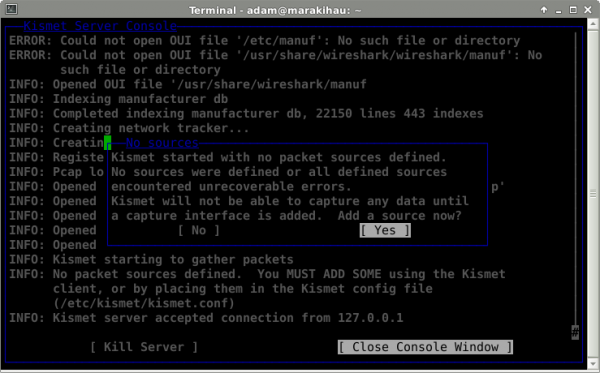 Terminal - adam@marakihau: ~
Kismet Server Console
ERROR: Could not open OUI file '/etc/manuf': No such file or directory
ERROR: Could not open OUI file '/usr/share/wireshark/wireshark/manuf': No
such file or directory
INFO: Opened OUI file '/usr/share/wireshark/manuf
INFO: Indexing manufacturer db
INFO: Completed indexing manufacturer db, 22150 lines 443 indexes
INFO: Creating network tracker...
INFO: Creatin
No sources
INFO: Registe
Kismet started with no packet sources defined.
INFO: Pcap lo
No sources were defined or all defined sources
INFO: Opened
encountered unrecoverable errors.
p'
INFO: Opened
Kismet will not be able to capture any data until
INFO: Opened
a capture interface is added.  Add a source now?
INFO: Opened
[ No ]
[ Yes ]
INFO: Opened
INFO: Kismet starting to gather packets
INFO: No packet sources defined.  You MUST ADD SOME using the Kismet
client, or by placing them in the Kismet config file
(/etc/kismet/kismet.conf)
INFO: Kismet server accepted connection from 127.0.0.1
#
[ Kill Server ]
[ Close Console Window ]